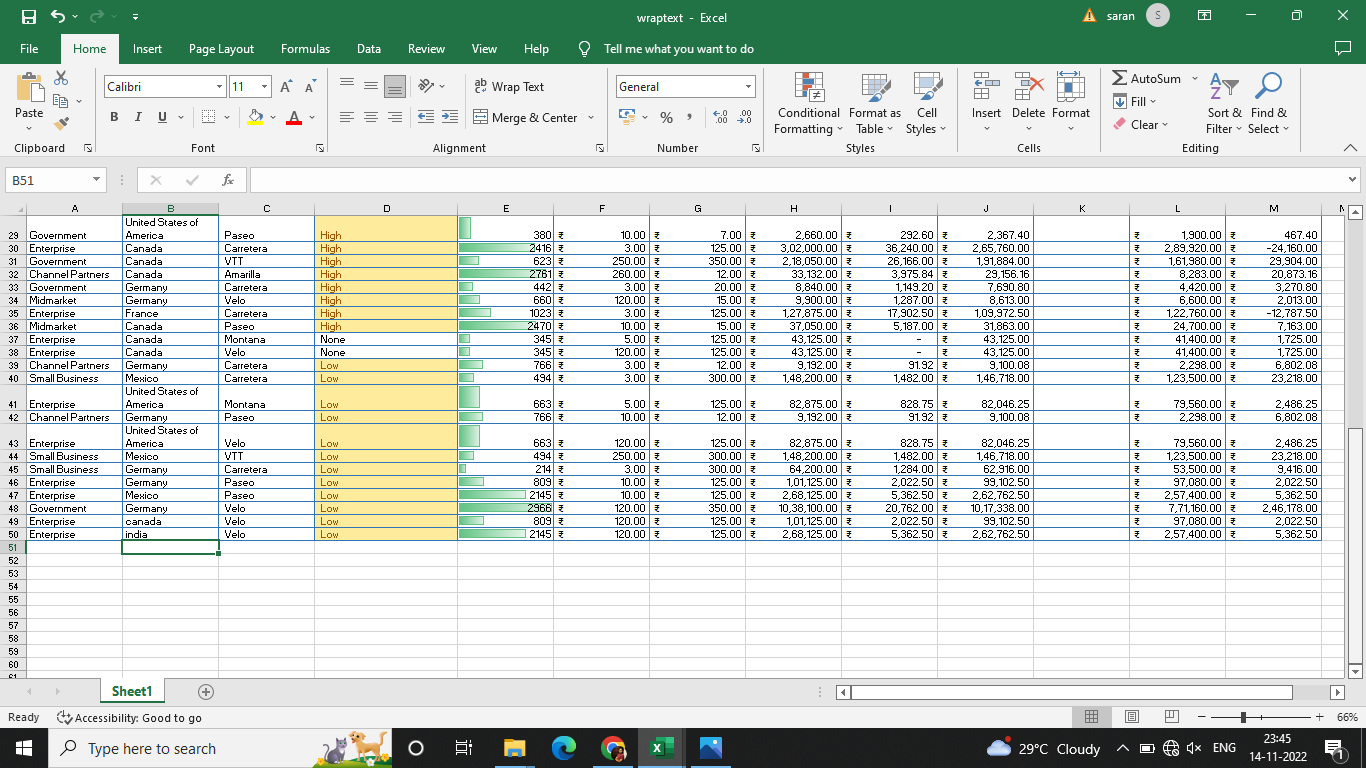 wraptext - Excel
saran S
File Home Insert Page Layout Formulas Data Review View Help Tell me what you want to do
Paste
Clipboard
Calibri 11
B I U
Font
Wrap Text
Merge & Center
Alignment
General
% ,
Number
Conditional Formatting
Format as Table
Cell Styles
Styles
Insert Delete Format
Cells
AutoSum
Fill
Clear
Sort & Filter
Find & Select
Editing
B51 fx
A B C D E F G H I J K L M N
29 Government United States of America Paseo High 380 ₹ 10.00 ₹ 7.00 ₹ 2,660.00 ₹ 292.60 ₹ 2,367.40 ₹ 1,900.00 ₹ 467.40
30 Enterprise Canada Carretera High 2416 ₹ 3.00 ₹ 125.00 ₹ 3,02,000.00 ₹ 36,240.00 ₹ 2,65,760.00 ₹ 2,89,920.00 ₹ -24,160.00
31 Government Canada VTT High 623 ₹ 250.00 ₹ 350.00 ₹ 2,18,050.00 ₹ 26,166.00 ₹ 1,91,884.00 ₹ 1,61,980.00 ₹ 29,904.00
32 Channel Partners Canada Amarilla High 2761 ₹ 260.00 ₹ 12.00 ₹ 33,132.00 ₹ 3,975.84 ₹ 29,156.16 ₹ 8,283.00 ₹ 20,873.16
33 Government Germany Carretera High 442 ₹ 3.00 ₹ 20.00 ₹ 8,840.00 ₹ 1,149.20 ₹ 7,690.80 ₹ 4,420.00 ₹ 3,270.80
34 Midmarket Germany Velo High 660 ₹ 120.00 ₹ 15.00 ₹ 9,900.00 ₹ 1,287.00 ₹ 8,613.00 ₹ 6,600.00 ₹ 2,013.00
35 Enterprise France Carretera High 1023 ₹ 3.00 ₹ 125.00 ₹ 1,27,875.00 ₹ 17,902.50 ₹ 1,09,972.50 ₹ 1,22,760.00 ₹ -12,787.50
36 Midmarket Canada Paseo High 2470 ₹ 10.00 ₹ 15.00 ₹ 37,050.00 ₹ 5,187.00 ₹ 31,863.00 ₹ 24,700.00 ₹ 7,163.00
37 Enterprise Canada Montana None 345 ₹ 5.00 ₹ 125.00 ₹ 43,125.00 ₹ - ₹ 43,125.00 ₹ 41,400.00 ₹ 1,725.00
38 Enterprise Canada Velo None 345 ₹ 120.00 ₹ 125.00 ₹ 43,125.00 ₹ - ₹ 43,125.00 ₹ 41,400.00 ₹ 1,725.00
39 Channel Partners Germany Carretera Low 766 ₹ 3.00 ₹ 12.00 ₹ 9,192.00 ₹ 91.92 ₹ 9,100.08 ₹ 2,298.00 ₹ 6,802.08
40 Small Business Mexico Carretera Low 494 ₹ 3.00 ₹ 300.00 ₹ 1,48,200.00 ₹ 1,482.00 ₹ 1,46,718.00 ₹ 1,23,500.00 ₹ 23,218.00
41 Enterprise United States of America Montana Low 663 ₹ 5.00 ₹ 125.00 ₹ 82,875.00 ₹ 828.75 ₹ 82,046.25 ₹ 79,560.00 ₹ 2,486.25
42 Channel Partners Germany Paseo Low 766 ₹ 10.00 ₹ 12.00 ₹ 9,192.00 ₹ 91.92 ₹ 9,100.08 ₹ 2,298.00 ₹ 6,802.08
43 Enterprise United States of America Velo Low 663 ₹ 120.00 ₹ 125.00 ₹ 82,875.00 ₹ 828.75 ₹ 82,046.25 ₹ 79,560.00 ₹ 2,486.25
44 Small Business Mexico VTT Low 494 ₹ 250.00 ₹ 300.00 ₹ 1,48,200.00 ₹ 1,482.00 ₹ 1,46,718.00 ₹ 1,23,500.00 ₹ 23,218.00
45 Small Business Germany Carretera Low 214 ₹ 3.00 ₹ 300.00 ₹ 64,200.00 ₹ 1,284.00 ₹ 62,916.00 ₹ 53,500.00 ₹ 9,416.00
46 Enterprise Germany Paseo Low 809 ₹ 10.00 ₹ 125.00 ₹ 1,01,125.00 ₹ 2,022.50 ₹ 99,102.50 ₹ 97,080.00 ₹ 2,022.50
47 Enterprise Mexico Paseo Low 2145 ₹ 10.00 ₹ 125.00 ₹ 2,68,125.00 ₹ 5,362.50 ₹ 2,62,762.50 ₹ 2,57,400.00 ₹ 5,362.50
48 Government Germany Velo Low 2966 ₹ 120.00 ₹ 350.00 ₹ 10,38,100.00 ₹ 20,762.00 ₹ 10,17,338.00 ₹ 7,71,160.00 ₹ 2,46,178.00
49 Enterprise canada Velo Low 809 ₹ 120.00 ₹ 125.00 ₹ 1,01,125.00 ₹ 2,022.50 ₹ 99,102.50 ₹ 97,080.00 ₹ 2,022.50
50 Enterprise india Velo Low 2145 ₹ 120.00 ₹ 125.00 ₹ 2,68,125.00 ₹ 5,362.50 ₹ 2,62,762.50 ₹ 2,57,400.00 ₹ 5,362.50
51
52
53
54
55
56
57
58
59
60
61
Sheet1
Ready Accessibility: Good to go 66%
Type here to search
29°C Cloudy ENG 23:45
14-11-2022 1